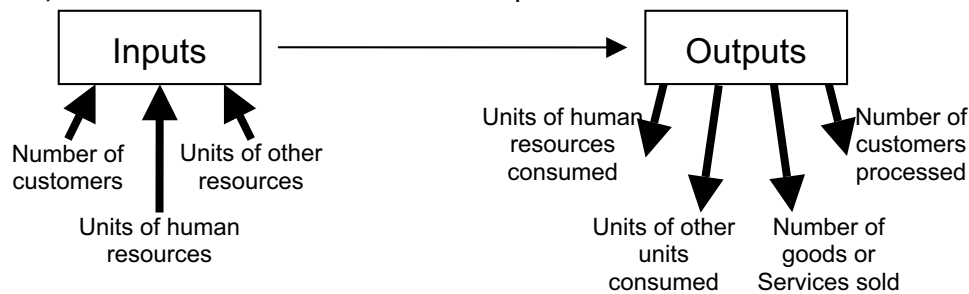 Inputs
Outputs
Number of
customers
Units of human
resources
Units of other
resources
Units of human
resources
consumed
Units of other
units
consumed
Number of
goods or
Services sold
Number of
customers
processed